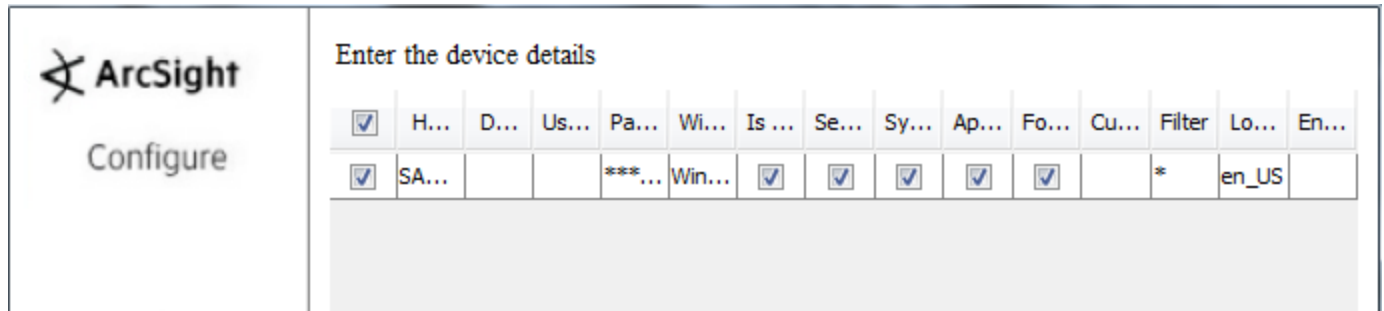 ArcSight
Configure
Enter the device details
H... D... Us... Pa... Wi... Is ... Se... Sy... Ap... Fo... Cu... Filter Lo... En...
SA... ***... Win... * en_US